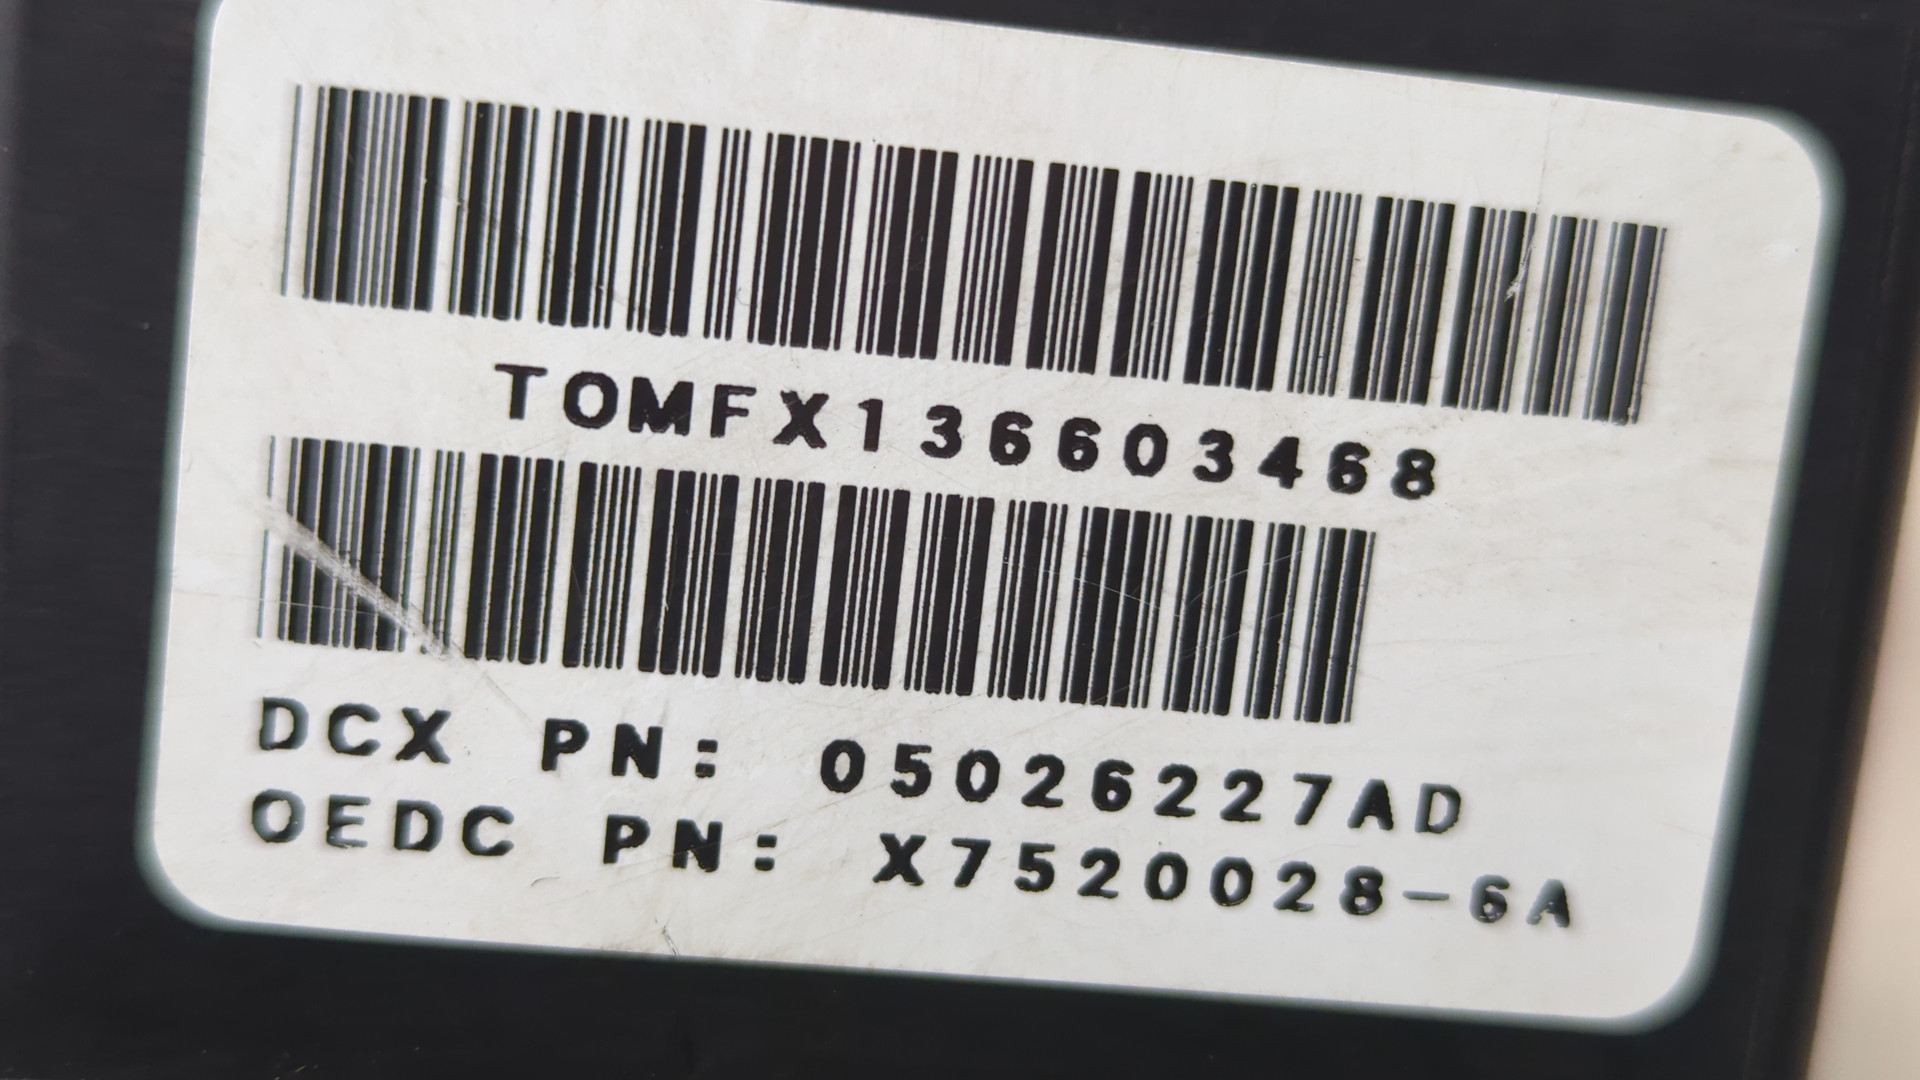 TOMFX136603468
DCX PN: 05026227AD
OEDC PN: X7520028-6A